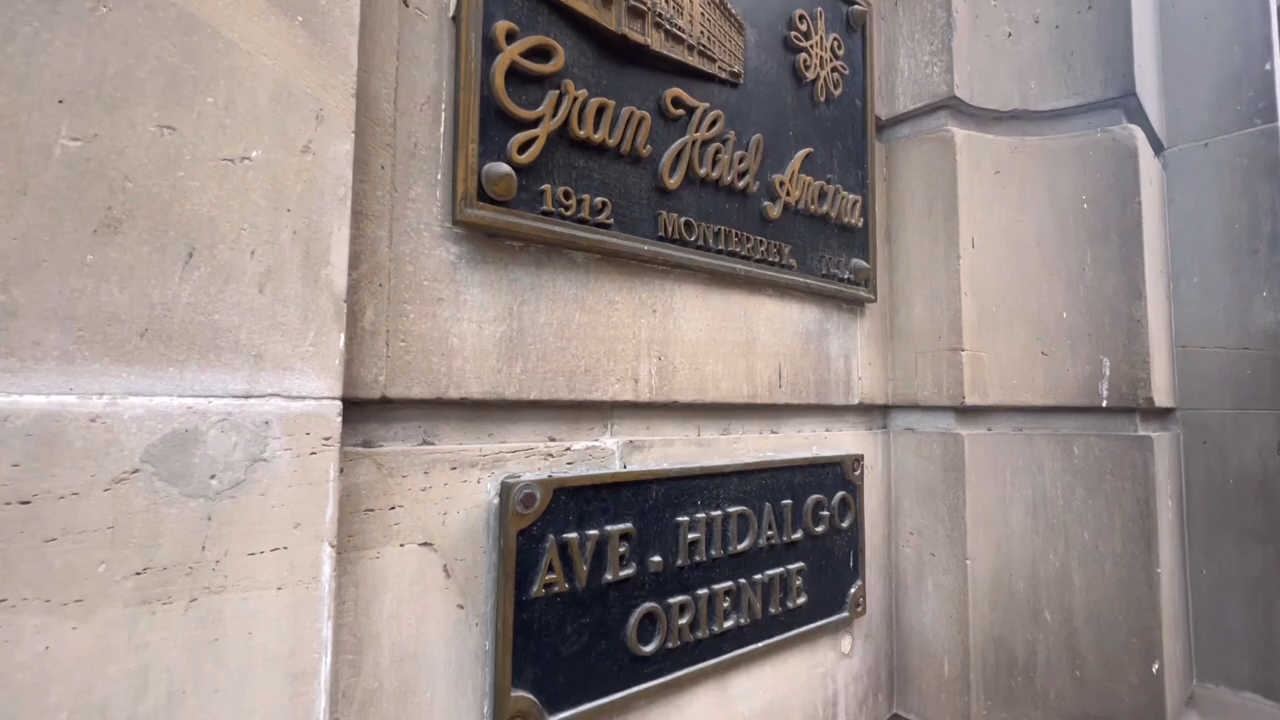 Gran Hotel Ancira
1912 MONTERREY, N.L.
AVE. HIDALGO
ORIENTE